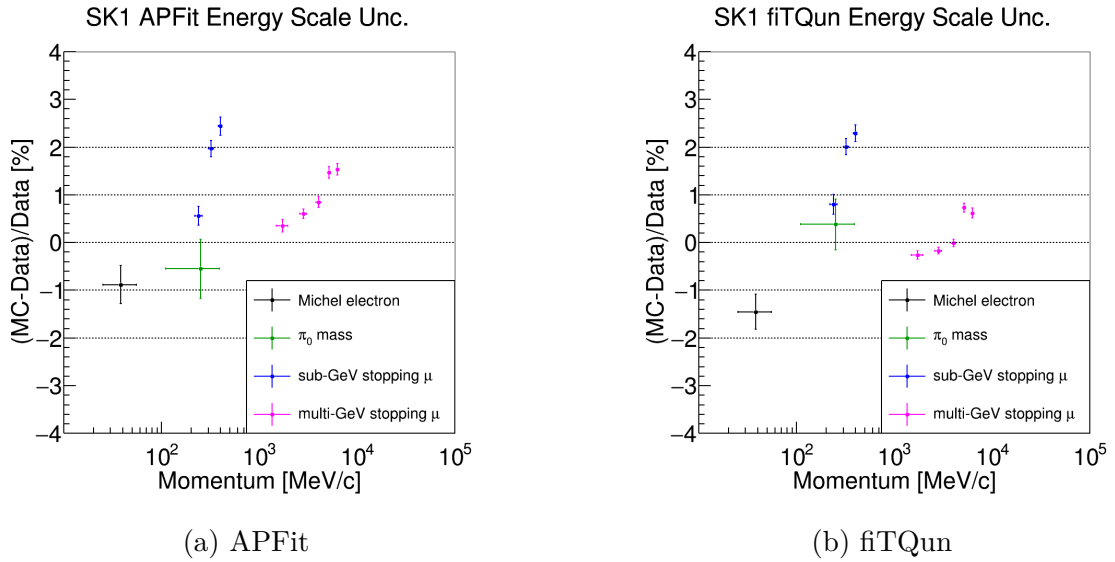 SK1 APFit Energy Scale Unc.
(MC-Data)/Data [%]
4
3
2
1
0
−1
−2
−3
−4
Michel electron
π0 mass
sub-GeV stopping μ
multi-GeV stopping μ
10^2 10^3 10^4 10^5
Momentum [MeV/c]
(a) APFit
SK1 fiTQun Energy Scale Unc.
(MC-Data)/Data [%]
4
3
2
1
0
−1
−2
−3
−4
Michel electron
π0 mass
sub-GeV stopping μ
multi-GeV stopping μ
10^2 10^3 10^4 10^5
Momentum [MeV/c]
(b) fiTQun